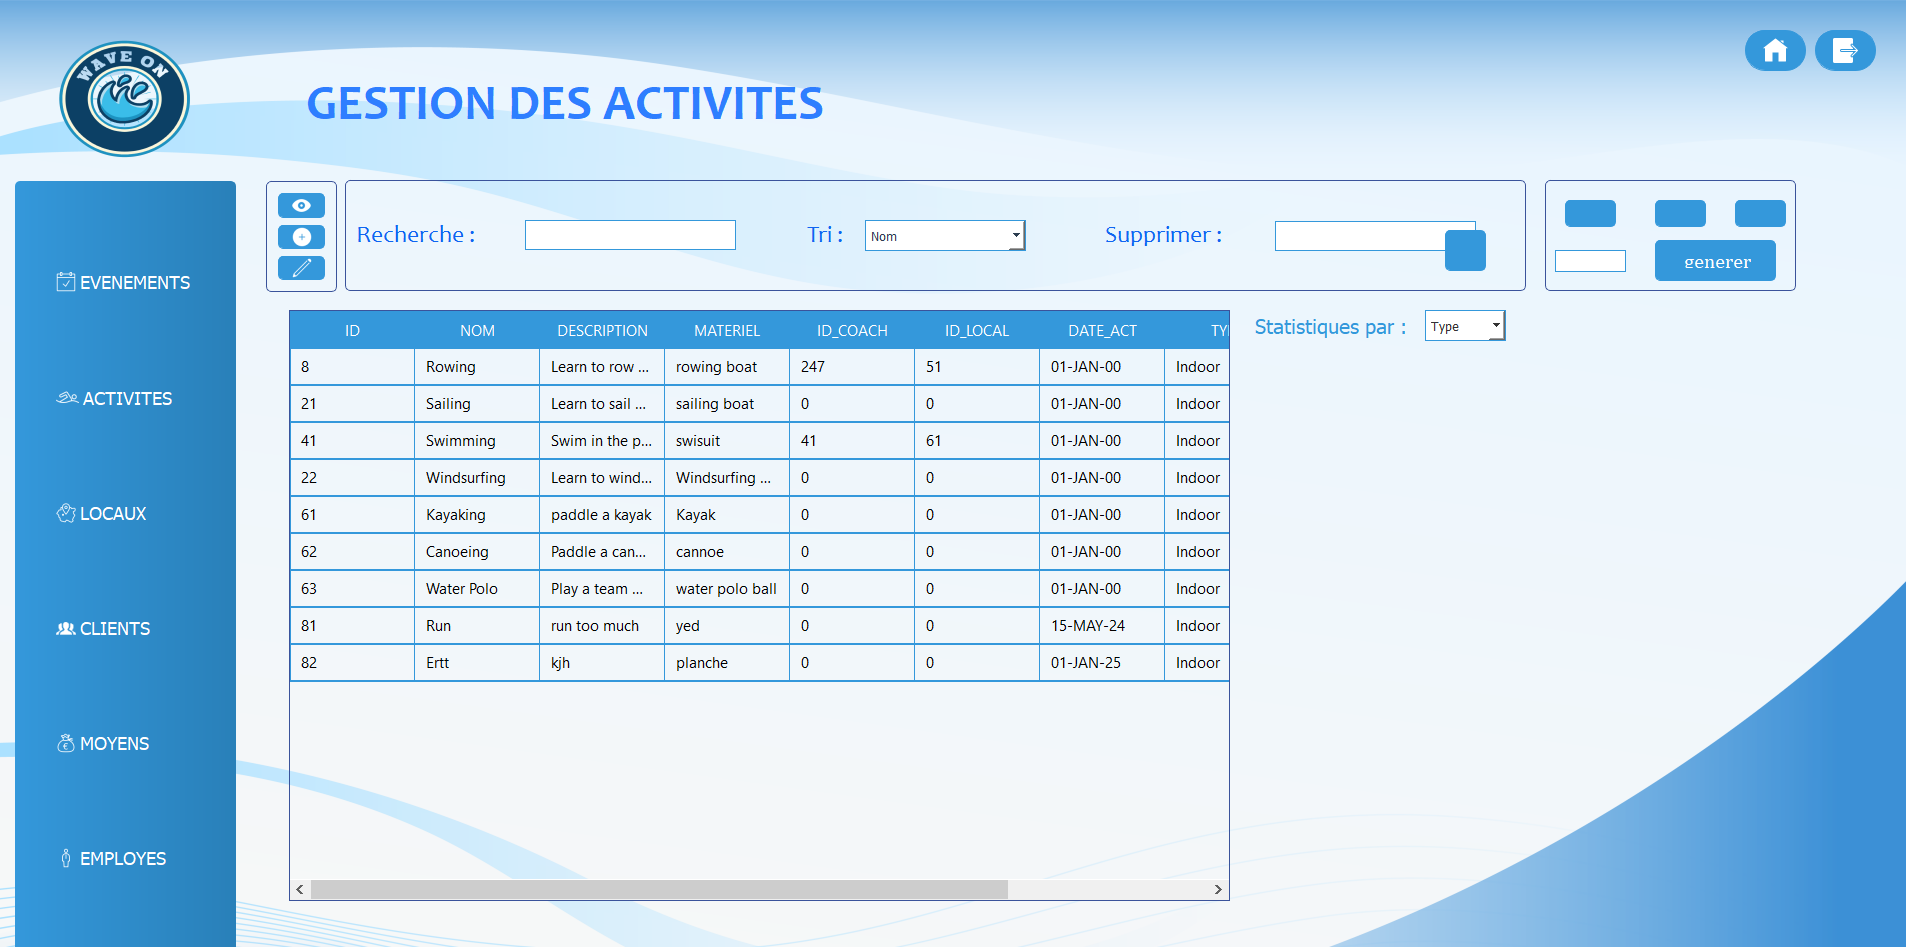 WAVE ON
GESTION DES ACTIVITES
Recherche :
Tri :
Nom
Supprimer :
generer
EVENEMENTS
ACTIVITES
LOCAUX
CLIENTS
MOYENS
EMPLOYES
Statistiques par :
Type
ID NOM DESCRIPTION MATERIEL ID_COACH ID_LOCAL DATE_ACT TY
8 Rowing Learn to row ... rowing boat 247 51 01-JAN-00 Indoor
21 Sailing Learn to sail ... sailing boat 0 0 01-JAN-00 Indoor
41 Swimming Swim in the p... swisuit 41 61 01-JAN-00 Indoor
22 Windsurfing Learn to wind... Windsurfing ... 0 0 01-JAN-00 Indoor
61 Kayaking paddle a kayak Kayak 0 0 01-JAN-00 Indoor
62 Canoeing Paddle a can... cannoe 0 0 01-JAN-00 Indoor
63 Water Polo Play a team ... water polo ball 0 0 01-JAN-00 Indoor
81 Run run too much yed 0 0 15-MAY-24 Indoor
82 Ertt kjh planche 0 0 01-JAN-25 Indoor